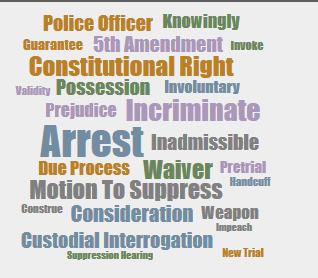 Police Officer Knowingly
Guarantee 5th Amendment Invoke
Constitutional Right
Validity Possession Involuntary
Prejudice Incriminate
Arrest Inadmissible
Due Process Waiver Pretrial
Motion To Suppress Handcuff
Construe Consideration Weapon
Impeach
Custodial Interrogation
Suppression Hearing New Trial